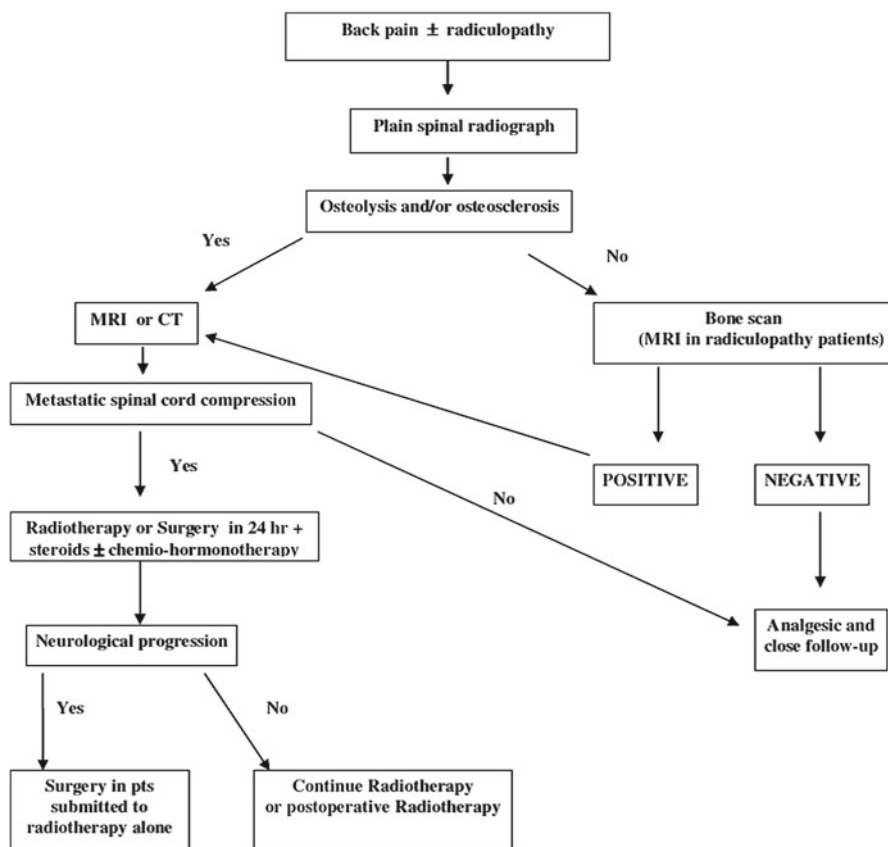 Back pain ± radiculopathy
Plain spinal radiograph
Osteolysis and/or osteosclerosis
Yes
No
MRI or CT
Bone scan
(MRI in radiculopathy patients)
Metastatic spinal cord compression
Yes
No
POSITIVE
NEGATIVE
Radiotherapy or Surgery in 24 hr +
steroids ± chemio-hormonotherapy
Neurological progression
Analgesic and
close follow-up
Yes
No
Surgery in pts
submitted to
radiotherapy alone
Continue Radiotherapy
or postoperative Radiotherapy